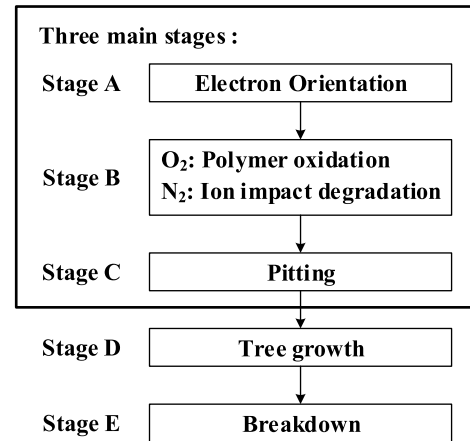 Three main stages :
Stage A
Electron Orientation
Stage B
O₂: Polymer oxidation
N₂: Ion impact degradation
Stage C
Pitting
Stage D
Tree growth
Stage E
Breakdown